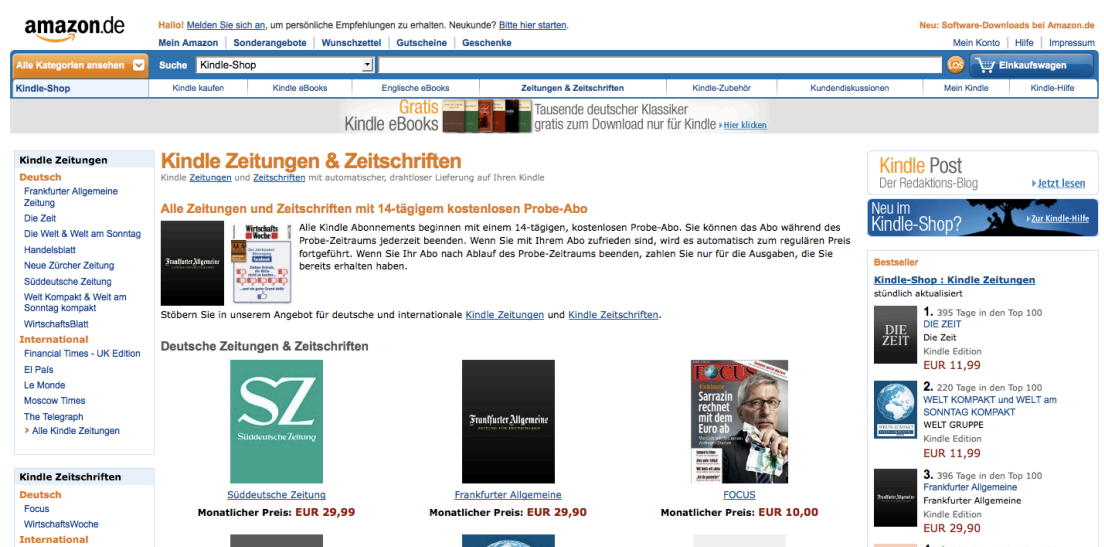 amazon.de
Hallo! Melden Sie sich an, um persönliche Empfehlungen zu erhalten. Neukunde? Bitte hier starten.
Neu: Software-Downloads bei Amazon.de
Mein Amazon | Sonderangebote | Wunschzettel | Gutscheine | Geschenke
Mein Konto | Hilfe | Impressum
Alle Kategorien ansehen
Suche Kindle-Shop
LOS
Einkaufswagen
Kindle-Shop
Kindle kaufen
Kindle eBooks
Englische eBooks
Zeitungen & Zeitschriften
Kindle-Zubehör
Kundendiskussionen
Mein Kindle
Kindle-Hilfe
Gratis
Kindle eBooks
Tausende deutscher Klassiker
gratis zum Download nur für Kindle Hier klicken
Kindle Zeitungen
Deutsch
Frankfurter Allgemeine
Zeitung
Die Zeit
Die Welt & Welt am Sonntag
Handelsblatt
Neue Zürcher Zeitung
Süddeutsche Zeitung
Welt Kompakt & Welt am
Sonntag kompakt
WirtschaftsBlatt
International
Financial Times - UK Edition
El País
Le Monde
Moscow Times
The Telegraph
Alle Kindle Zeitungen
Kindle Zeitschriften
Deutsch
Focus
WirtschaftsWoche
International
Kindle Zeitungen & Zeitschriften
Kindle Zeitungen und Zeitschriften mit automatischer, drahtloser Lieferung auf Ihren Kindle
Alle Zeitungen und Zeitschriften mit 14-tägigem kostenlosen Probe-Abo
Frankfurter Allgemeine
Wirtschafts
Woche
Alle Kindle Abonnements beginnen mit einem 14-tägigen, kostenlosen Probe-Abo. Sie können das Abo während des
Probe-Zeitraums jederzeit beenden. Wenn Sie mit Ihrem Abo zufrieden sind, wird es automatisch zum regulären Preis
fortgeführt. Wenn Sie Ihr Abo nach Ablauf des Probe-Zeitraums beenden, zahlen Sie nur für die Ausgaben, die Sie
bereits erhalten haben.
Stöbern Sie in unserem Angebot für deutsche und internationale Kindle Zeitungen und Kindle Zeitschriften.
Deutsche Zeitungen & Zeitschriften
SZ
Süddeutsche Zeitung
Frankfurter Allgemeine
ZEITUNG FÜR DEUTSCHLAND
FOCUS
Sarrazin
rechnet
mit dem
Euro ab
Süddeutsche Zeitung
Monatlicher Preis: EUR 29,99
Frankfurter Allgemeine
Monatlicher Preis: EUR 29,90
FOCUS
Monatlicher Preis: EUR 10,00
Kindle Post
Der Redaktions-Blog
Jetzt lesen
Neu im
Kindle-Shop?
Zur Kindle-Hilfe
Bestseller
Kindle-Shop : Kindle Zeitungen
stündlich aktualisiert
DIE
ZEIT
1. 395 Tage in den Top 100
DIE ZEIT
Die Zeit
Kindle Edition
EUR 11,99
2. 220 Tage in den Top 100
WELT KOMPAKT und WELT am
SONNTAG KOMPAKT
WELT GRUPPE
Kindle Edition
EUR 11,99
3. 396 Tage in den Top 100
Frankfurter Allgemeine
Frankfurter Allgemeine
Kindle Edition
EUR 29,90